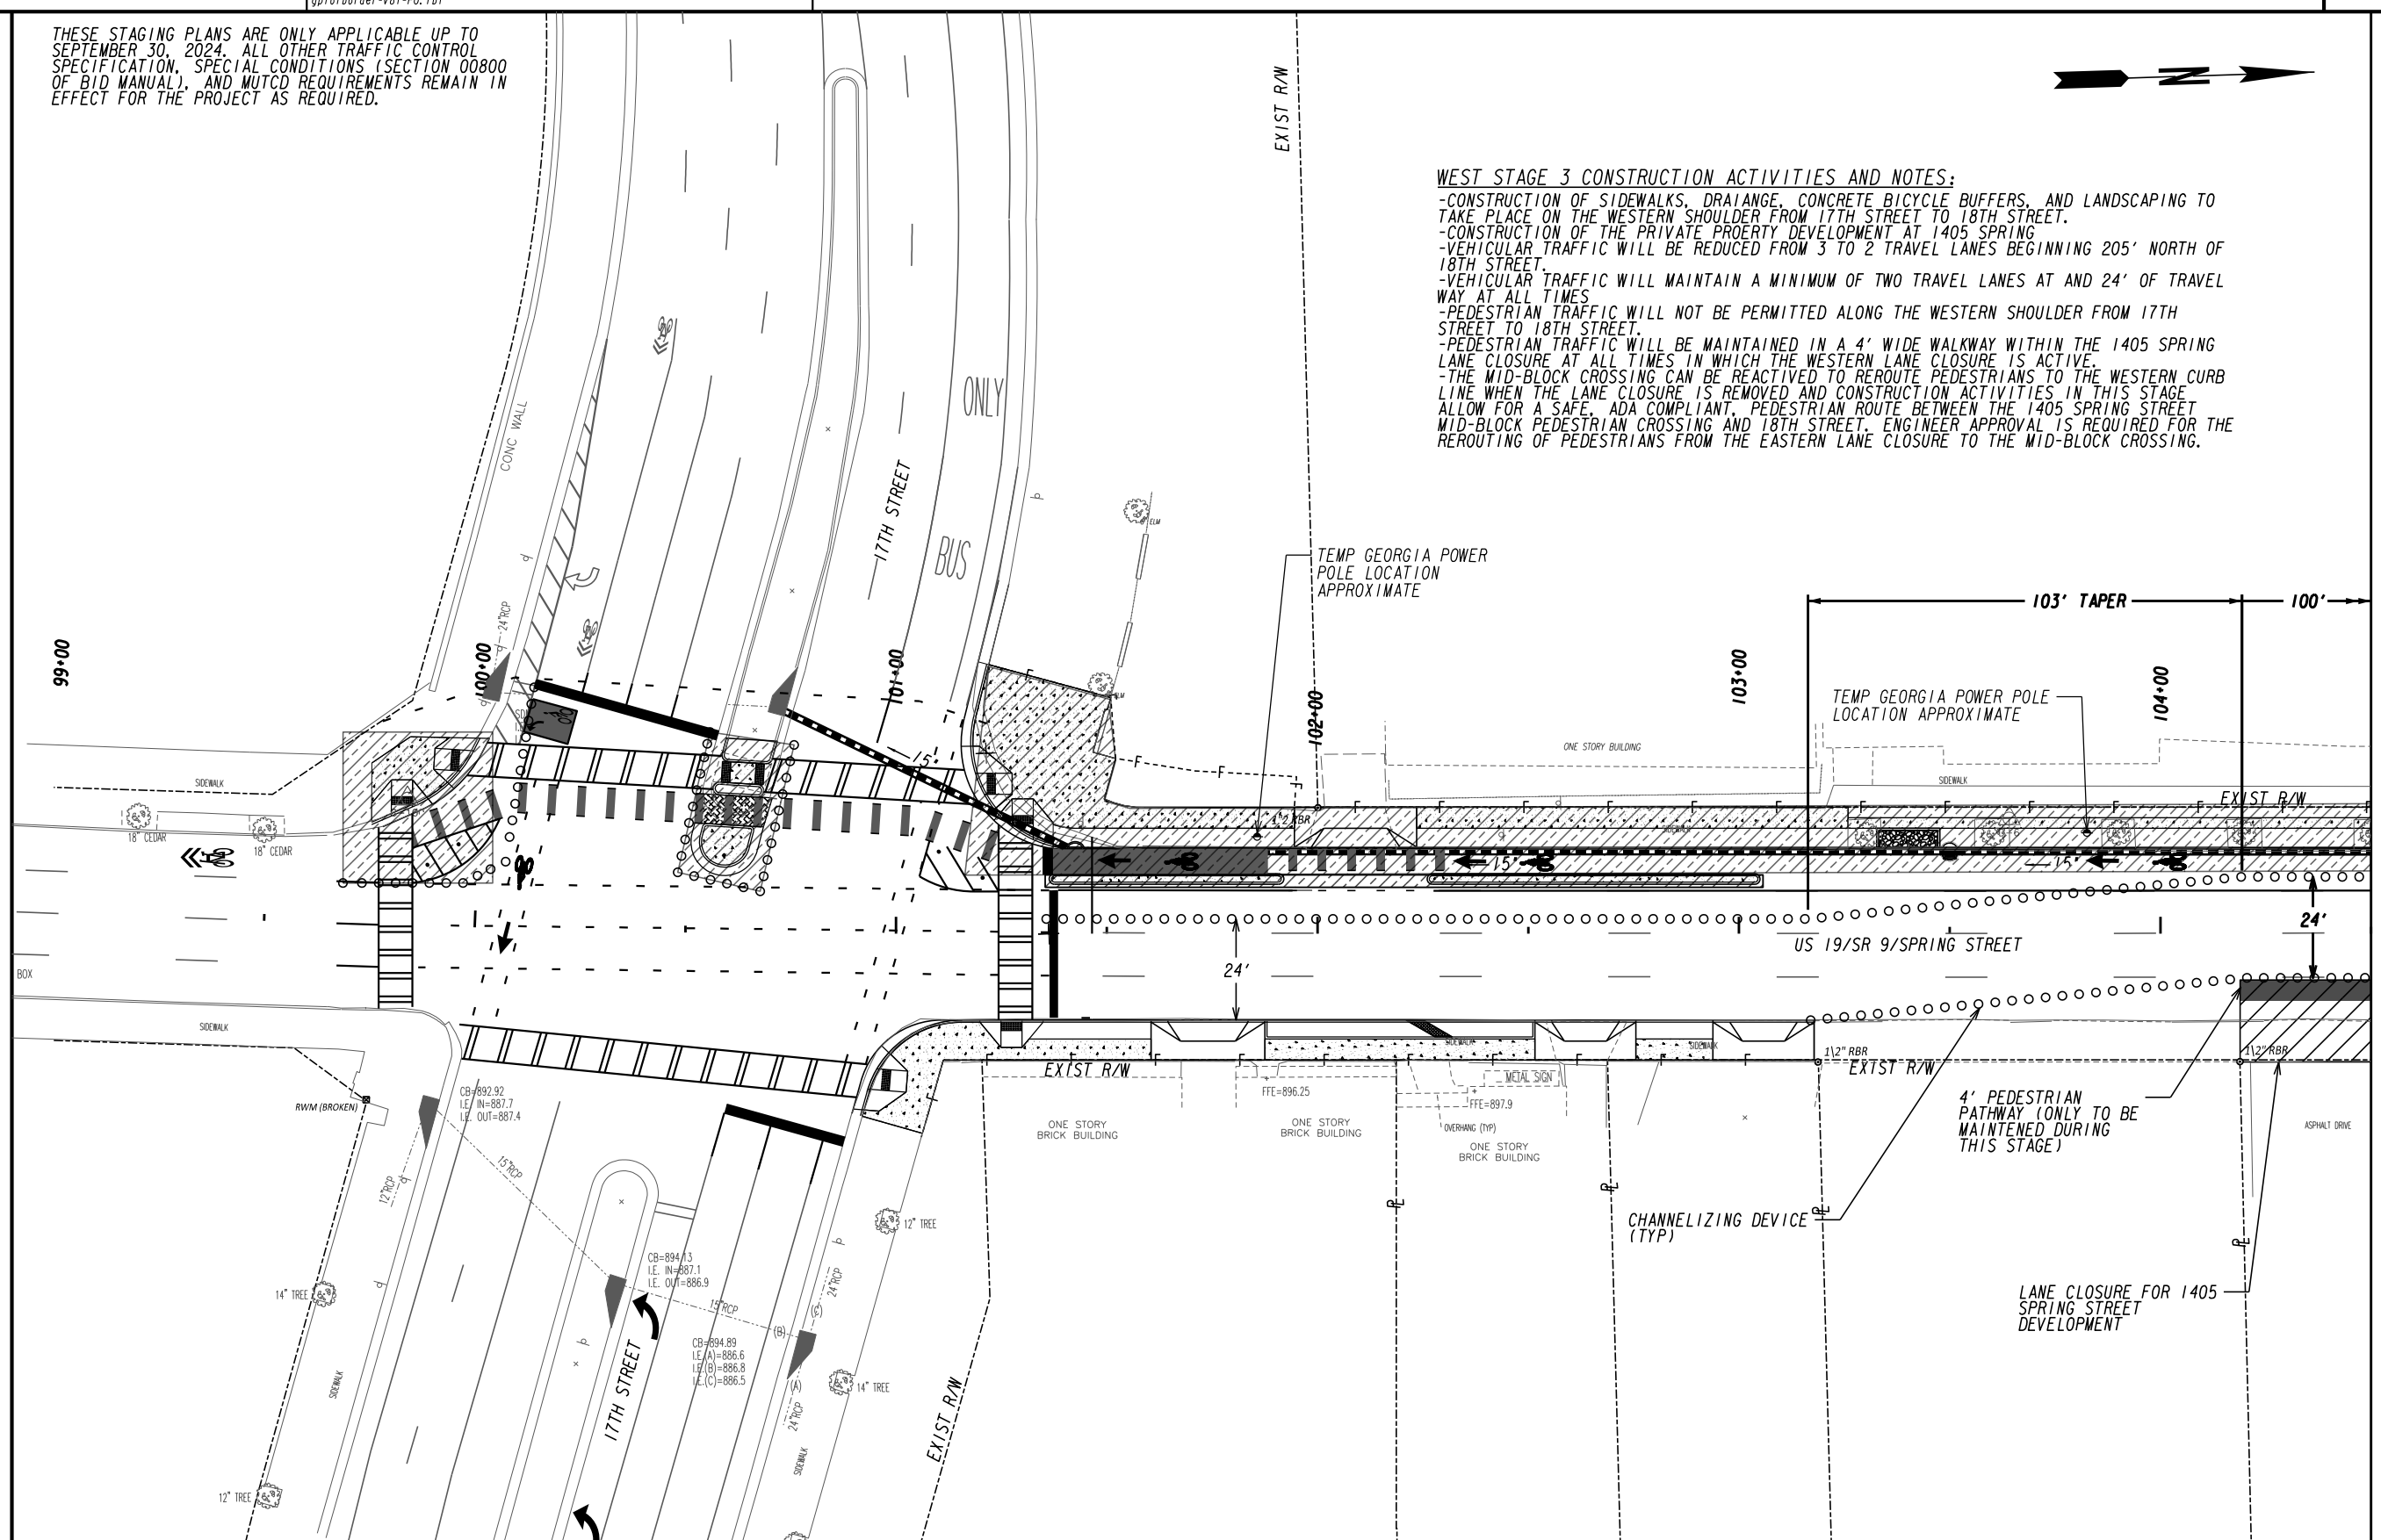 THESE STAGING PLANS ARE ONLY APPLICABLE UP TO
SEPTEMBER 30, 2024. ALL OTHER TRAFFIC CONTROL
SPECIFICATION, SPECIAL CONDITIONS (SECTION 00800
OF BID MANUAL), AND MUTCD REQUIREMENTS REMAIN IN
EFFECT FOR THE PROJECT AS REQUIRED.
EXIST R/W
N
WEST STAGE 3 CONSTRUCTION ACTIVITIES AND NOTES:
-CONSTRUCTION OF SIDEWALKS, DRAIANGE, CONCRETE BICYCLE BUFFERS, AND LANDSCAPING TO
TAKE PLACE ON THE WESTERN SHOULDER FROM 17TH STREET TO 18TH STREET.
-CONSTRUCTION OF THE PRIVATE PROERTY DEVELOPMENT AT 1405 SPRING
-VEHICULAR TRAFFIC WILL BE REDUCED FROM 3 TO 2 TRAVEL LANES BEGINNING 205' NORTH OF
18TH STREET.
-VEHICULAR TRAFFIC WILL MAINTAIN A MINIMUM OF TWO TRAVEL LANES AT AND 24' OF TRAVEL
WAY AT ALL TIMES
-PEDESTRIAN TRAFFIC WILL NOT BE PERMITTED ALONG THE WESTERN SHOULDER FROM 17TH
STREET TO 18TH STREET.
-PEDESTRIAN TRAFFIC WILL BE MAINTAINED IN A 4' WIDE WALKWAY WITHIN THE 1405 SPRING
LANE CLOSURE AT ALL TIMES IN WHICH THE WESTERN LANE CLOSURE IS ACTIVE.
-THE MID-BLOCK CROSSING CAN BE REACTIVED TO REROUTE PEDESTRIANS TO THE WESTERN CURB
LINE WHEN THE LANE CLOSURE IS REMOVED AND CONSTRUCTION ACTIVITIES IN THIS STAGE
ALLOW FOR A SAFE, ADA COMPLIANT, PEDESTRIAN ROUTE BETWEEN THE 1405 SPRING STREET
MID-BLOCK PEDESTRIAN CROSSING AND 18TH STREET. ENGINEER APPROVAL IS REQUIRED FOR THE
REROUTING OF PEDESTRIANS FROM THE EASTERN LANE CLOSURE TO THE MID-BLOCK CROSSING.
ONLY
BUS
CONC WALL
17TH STREET
ELM
TEMP GEORGIA POWER
POLE LOCATION
APPROXIMATE
103' TAPER
100'
24"RCP
99+00
100+00
101+00
102+00
103+00
104+00
ELM
TEMP GEORGIA POWER POLE
LOCATION APPROXIMATE
15"
ONE STORY BUILDING
SIDEWALK
SIDEWALK
EXIST R/W
1"2 RBR
SIDEWALK
18" CEDAR
18" CEDAR
15"
15"
24'
24'
US 19/SR 9/SPRING STREET
BOX
SIDEWALK
SIDEWALK
SIDEWALK
1\2" RBR
1\2" RBR
EXIST R/W
EXIST R/W
METAL SIGN
FFE=896.25
FFE=897.9
CB=892.92
I.E. IN=887.7
I.E. OUT=887.4
RWM (BROKEN)
ONE STORY
BRICK BUILDING
ONE STORY
BRICK BUILDING
OVERHANG (TYP)
ONE STORY
BRICK BUILDING
4' PEDESTRIAN
PATHWAY (ONLY TO BE
MAINTENED DURING
THIS STAGE)
ASPHALT DRIVE
15"RCP
12"RCP
12" TREE
CHANNELIZING DEVICE
(TYP)
CB=894.13
I.E. IN=887.1
I.E. OUT=886.9
24"RCP
14" TREE
15"RCP
(C)
(B)
LANE CLOSURE FOR 1405
SPRING STREET
DEVELOPMENT
CB=894.89
I.E.(A)=886.6
I.E.(B)=886.8
I.E.(C)=886.5
(A)
14" TREE
SIDEWALK
17TH STREET
24"RCP
EXIST R/W
SIDEWALK
12" TREE